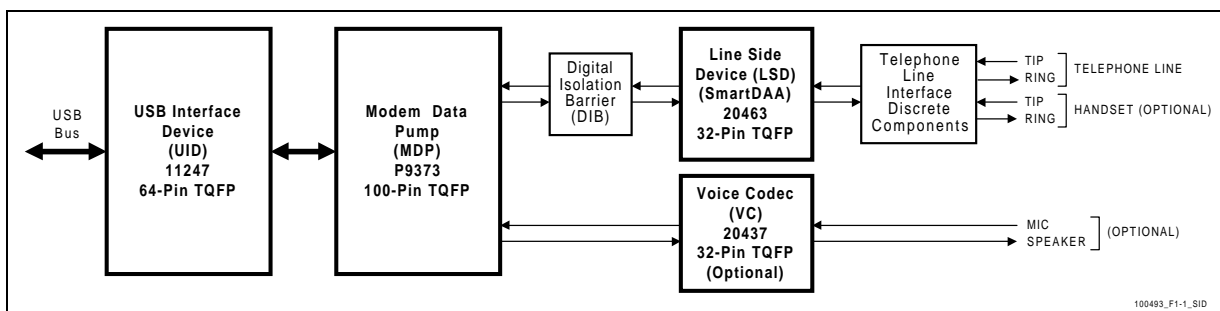 USB
Bus
USB Interface
Device
(UID)
11247
64-Pin TQFP
Modem Data
Pump
(MDP)
P9373
100-Pin TQFP
Digital
Isolation
Barrier
(DIB)
Line Side
Device (LSD)
(SmartDAA)
20463
32-Pin TQFP
Telephone
Line
Interface
Discrete
Components
TIP
RING
TELEPHONE LINE
TIP
RING
HANDSET (OPTIONAL)
Voice Codec
(VC)
20437
32-Pin TQFP
(Optional)
MIC
SPEAKER
(OPTIONAL)
100493_F1-1_SID